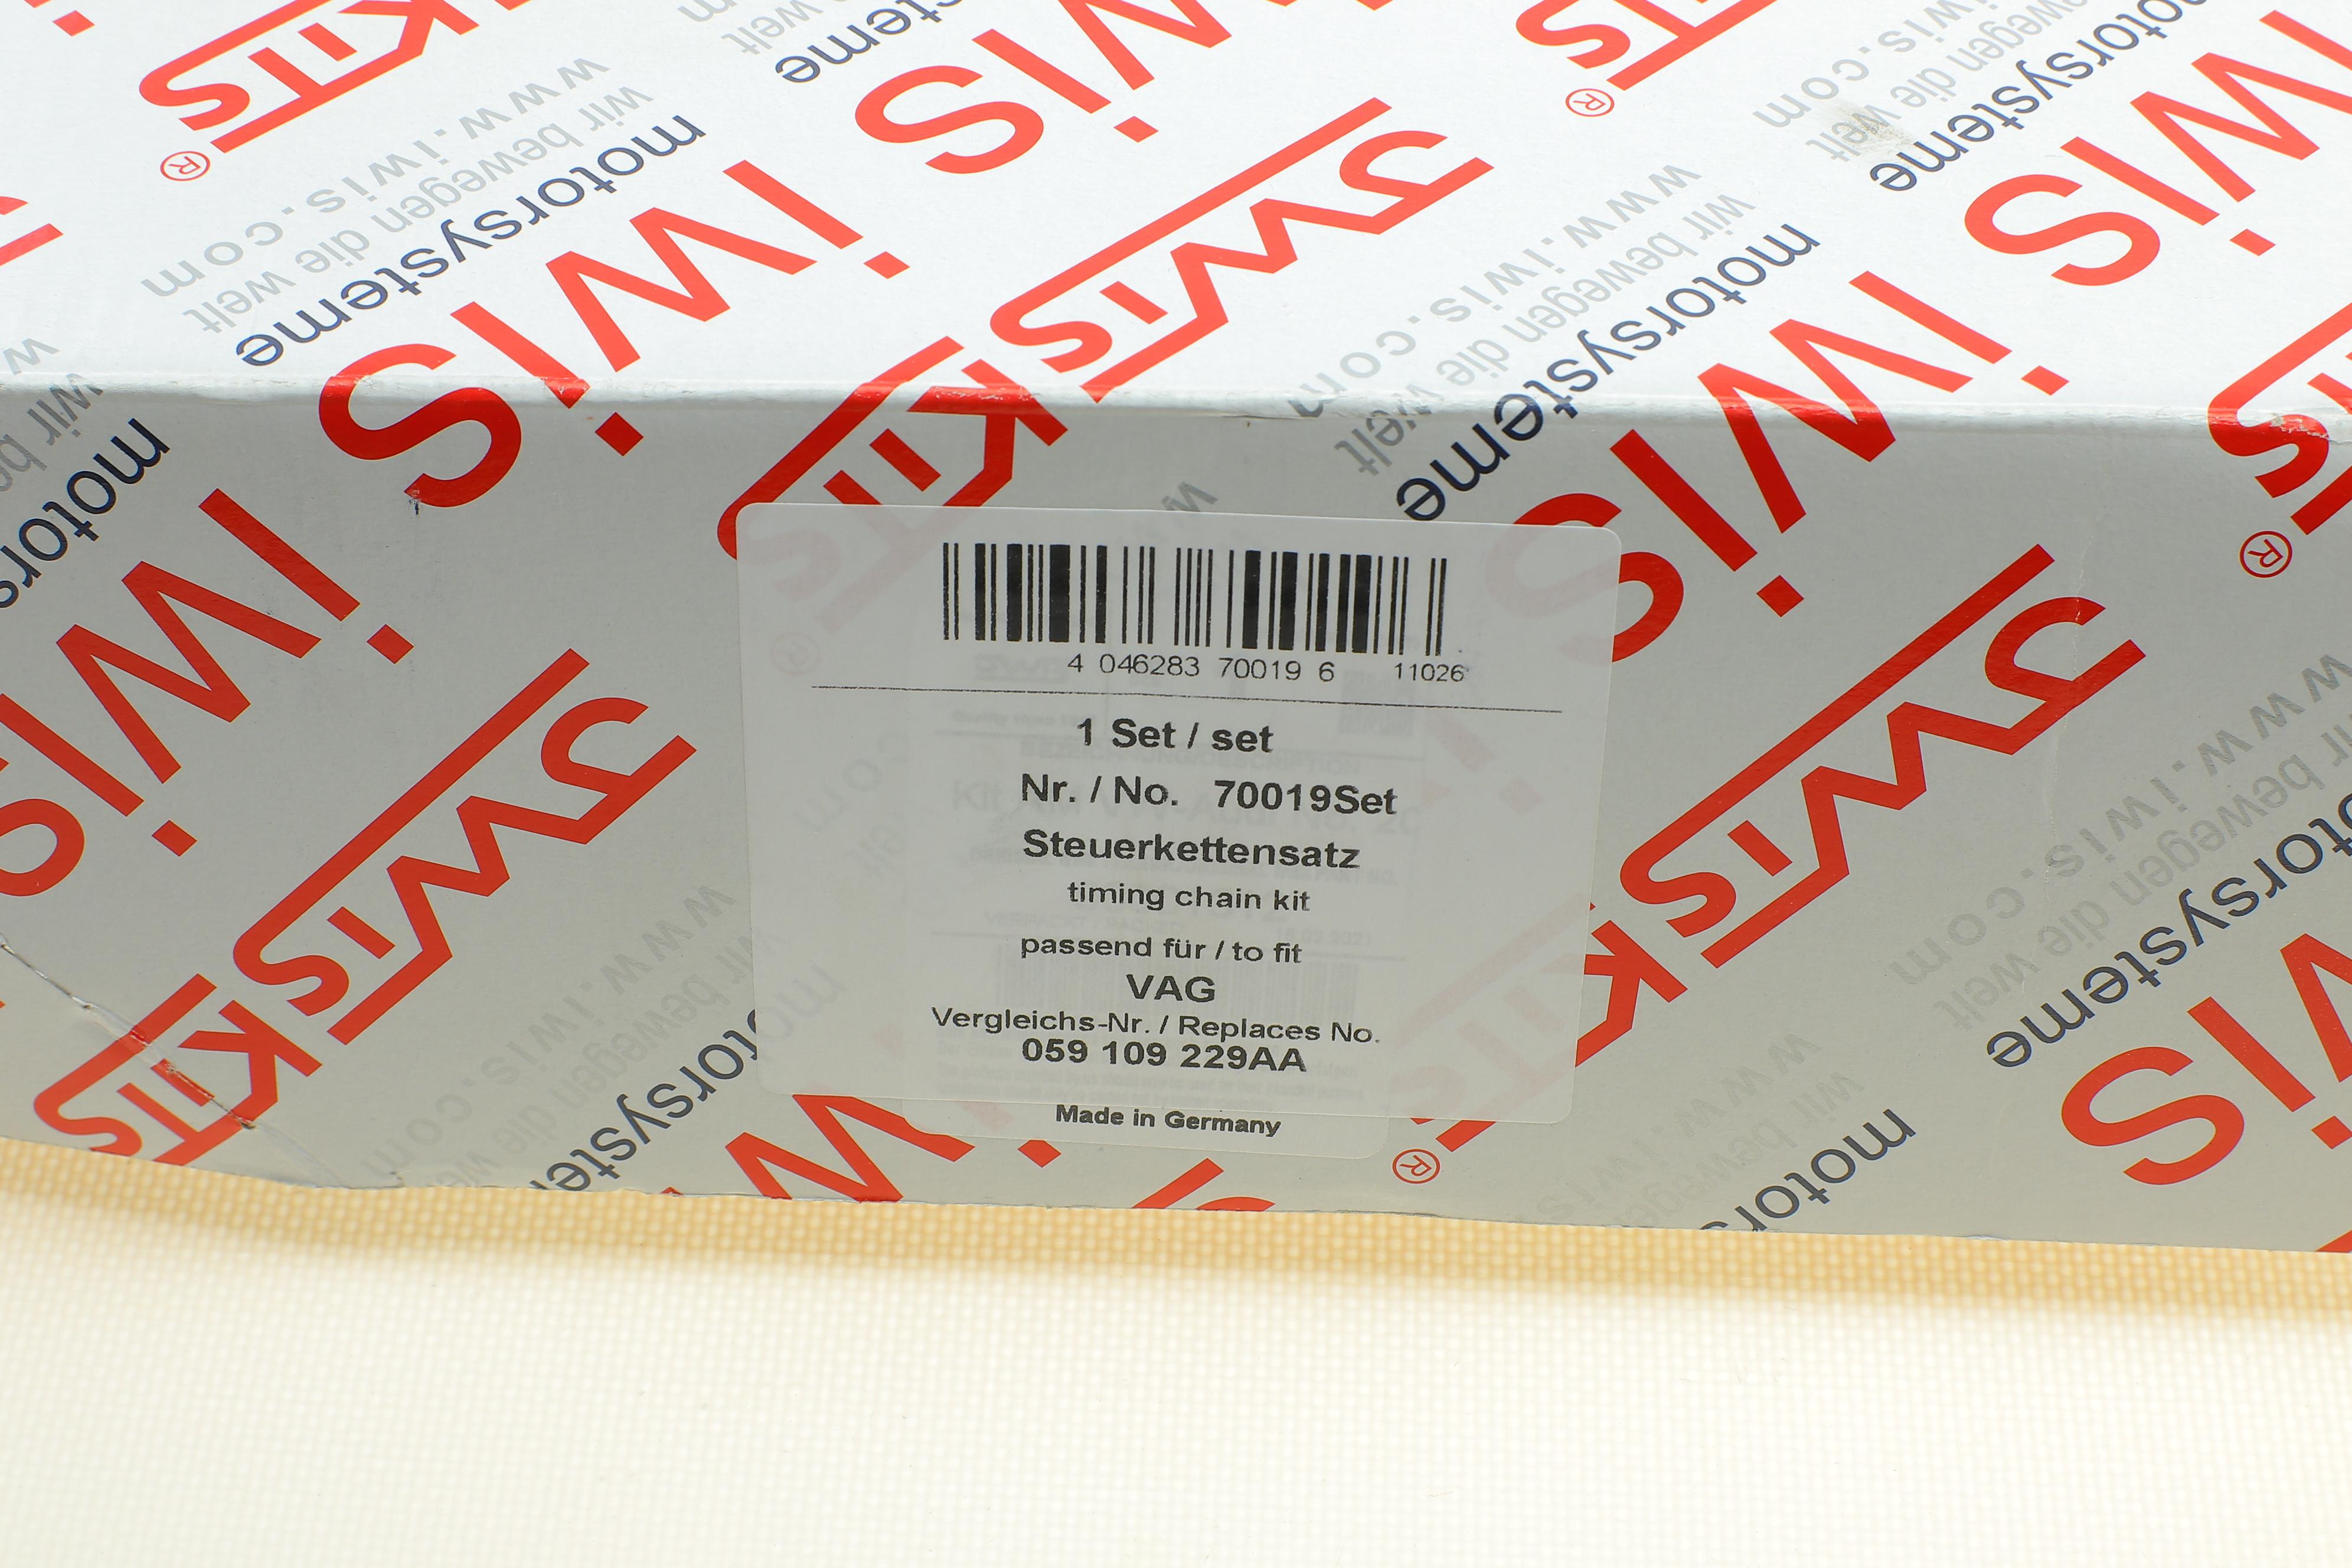 JWIS KITS ®
www.iwis.com
wir bewegen die welt
motorsysteme
iwis
4 046283 70019 6 11026
1 Set / set
Nr. / No. 70019Set
Steuerkettensatz
timing chain kit
passend für / to fit
VAG
Vergleichs-Nr. / Replaces No.
059 109 229AA
Made in Germany